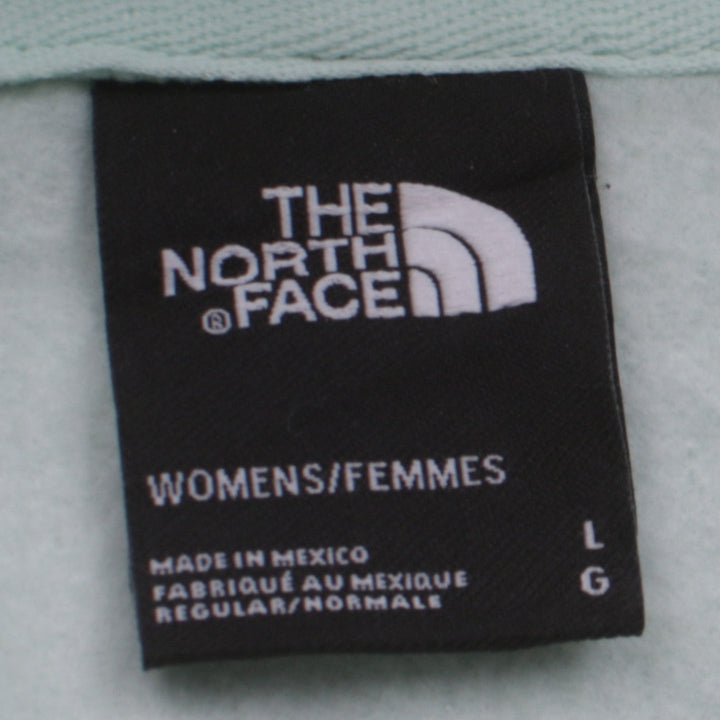 THE
NORTH
® FACE
WOMENS/FEMMES
L
MADE IN MEXICO
G
FABRIQUÉ AU MEXIQUE
REGULAR/NORMALE